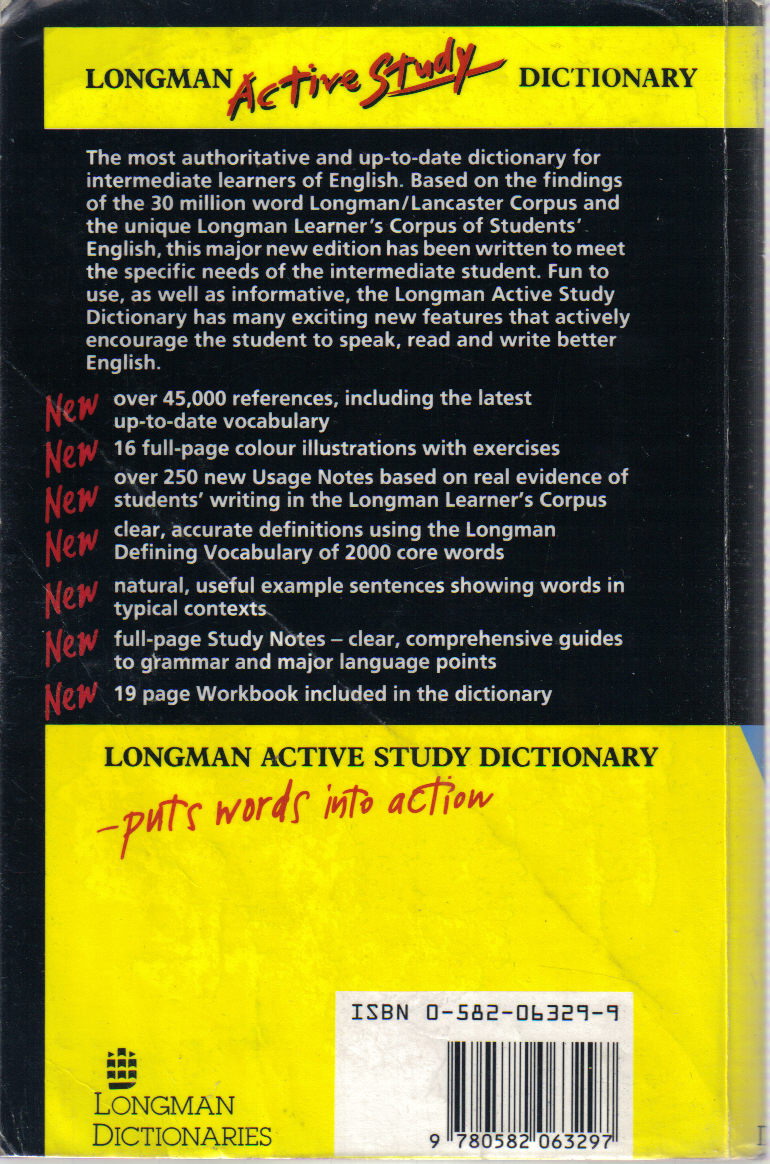 LONGMAN Active Study DICTIONARY
The most authoritative and up-to-date dictionary for
intermediate learners of English. Based on the findings
of the 30 million word Longman/Lancaster Corpus and
the unique Longman Learner's Corpus of Students'
English, this major new edition has been written to meet
the specific needs of the intermediate student. Fun to
use, as well as informative, the Longman Active Study
Dictionary has many exciting new features that actively
encourage the student to speak, read and write better
English.
New over 45,000 references, including the latest
up-to-date vocabulary
New 16 full-page colour illustrations with exercises
New over 250 new Usage Notes based on real evidence of
students' writing in the Longman Learner's Corpus
New clear, accurate definitions using the Longman
Defining Vocabulary of 2000 core words
New natural, useful example sentences showing words in
typical contexts
New full-page Study Notes – clear, comprehensive guides
to grammar and major language points
New 19 page Workbook included in the dictionary
LONGMAN ACTIVE STUDY DICTIONARY
–puts words into action
ISBN 0-582-06329-9
9 780582 063297
LONGMAN
DICTIONARIES